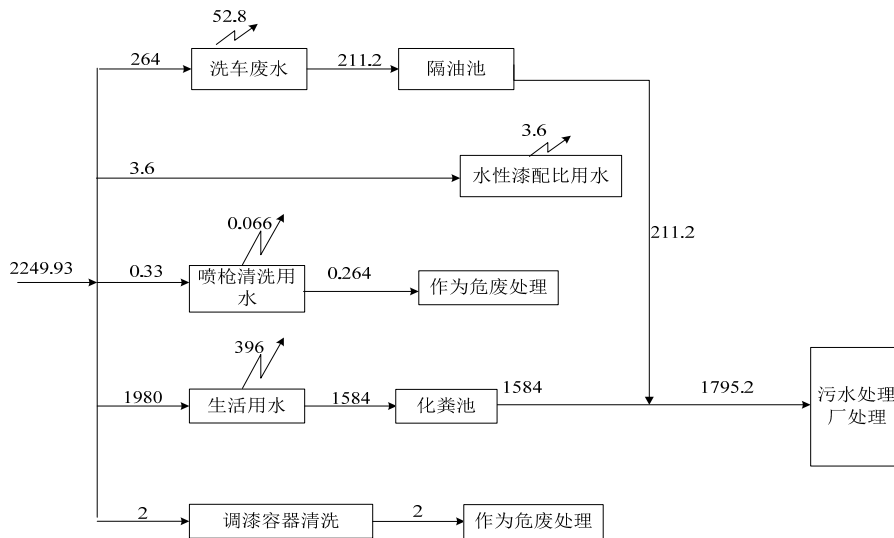 52.8
264
洗车废水
211.2
隔油池
3.6
3.6
水性漆配比用水
211.2
0.066
2249.93
0.33
喷枪清洗用
水
0.264
作为危废处理
396
1980
生活用水
1584
化粪池
1584
1795.2
污水处理
厂处理
2
调漆容器清洗
2
作为危废处理